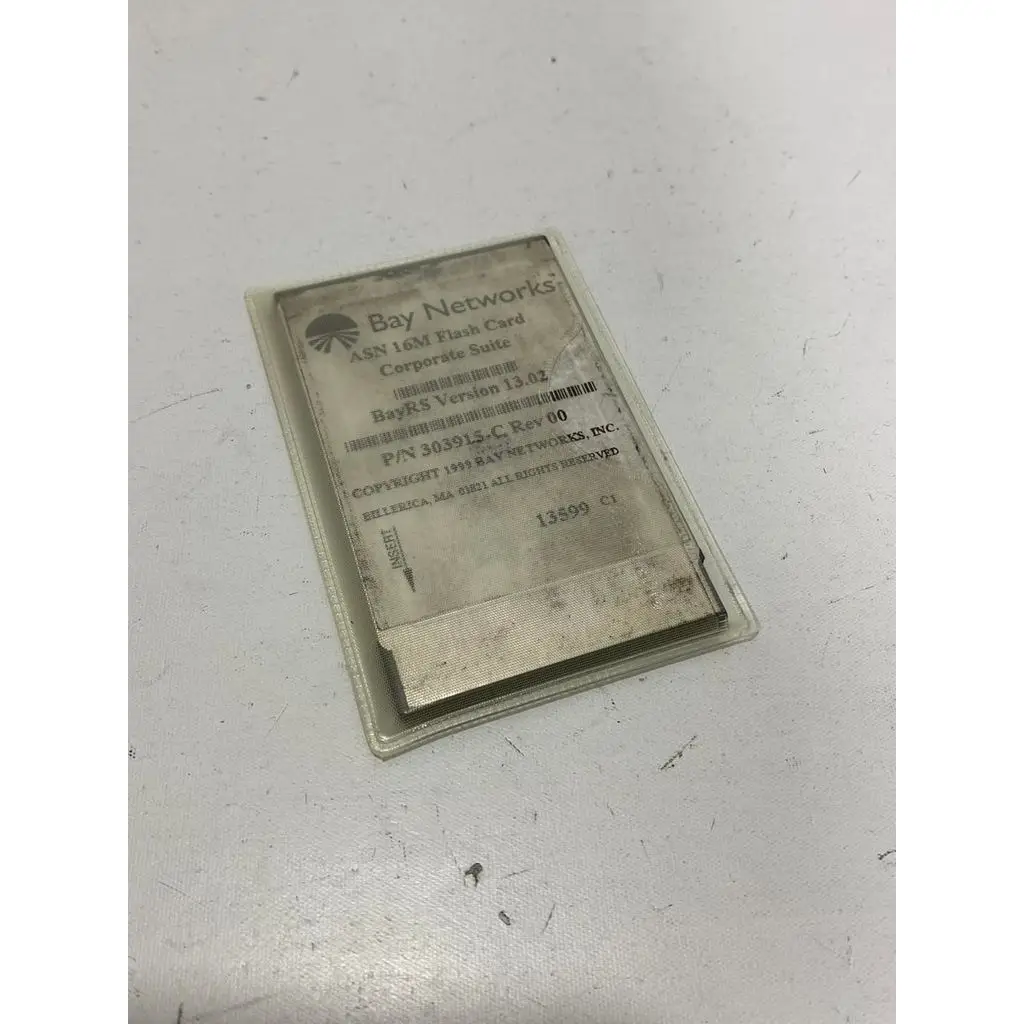 Bay Networks
ASN 16M Flash Card
Corporate Suite
BayRS Version 13.02
P/N 303915-C Rev 00
COPYRIGHT 1999 BAY NETWORKS, INC.
BILLERICA, MA 01821 ALL RIGHTS RESERVED
13599 C1
INSERT